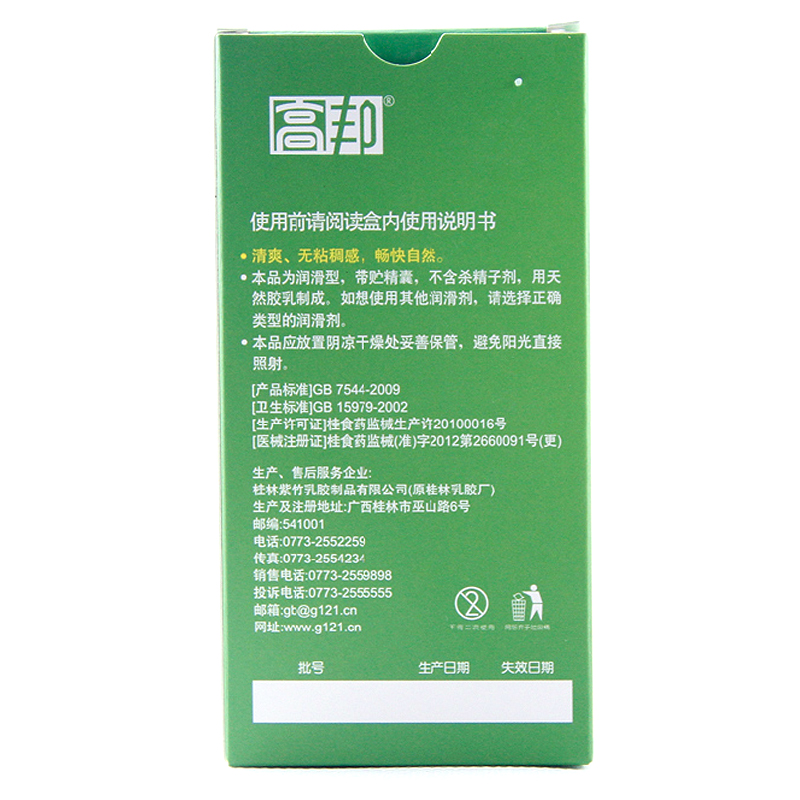 高邦®
使用前请阅读盒内使用说明书
• 清爽、无粘稠感，畅快自然。
• 本品为润滑型，带贮精囊，不含杀精子剂，用天
然胶乳制成。如想使用其他润滑剂，请选择正确
类型的润滑剂。
• 本品应放置阴凉干燥处妥善保管，避免阳光直接
照射。
[产品标准]GB 7544-2009
[卫生标准]GB 15979-2002
[生产许可证]桂食药监械生产许20100016号
[医械注册证]桂食药监械(准)字2012第2660091号(更)
生产、售后服务企业:
桂林紫竹乳胶制品有限公司(原桂林乳胶厂)
生产及注册地址:广西桂林市巫山路6号
邮编:541001
电话:0773-2552259
传真:0773-2554234
销售电话:0773-2559898
投诉电话:0773-2555555
邮箱:gt@g121.cn
网址:www.g121.cn
2
不可二次使用
批号 生产日期 失效日期